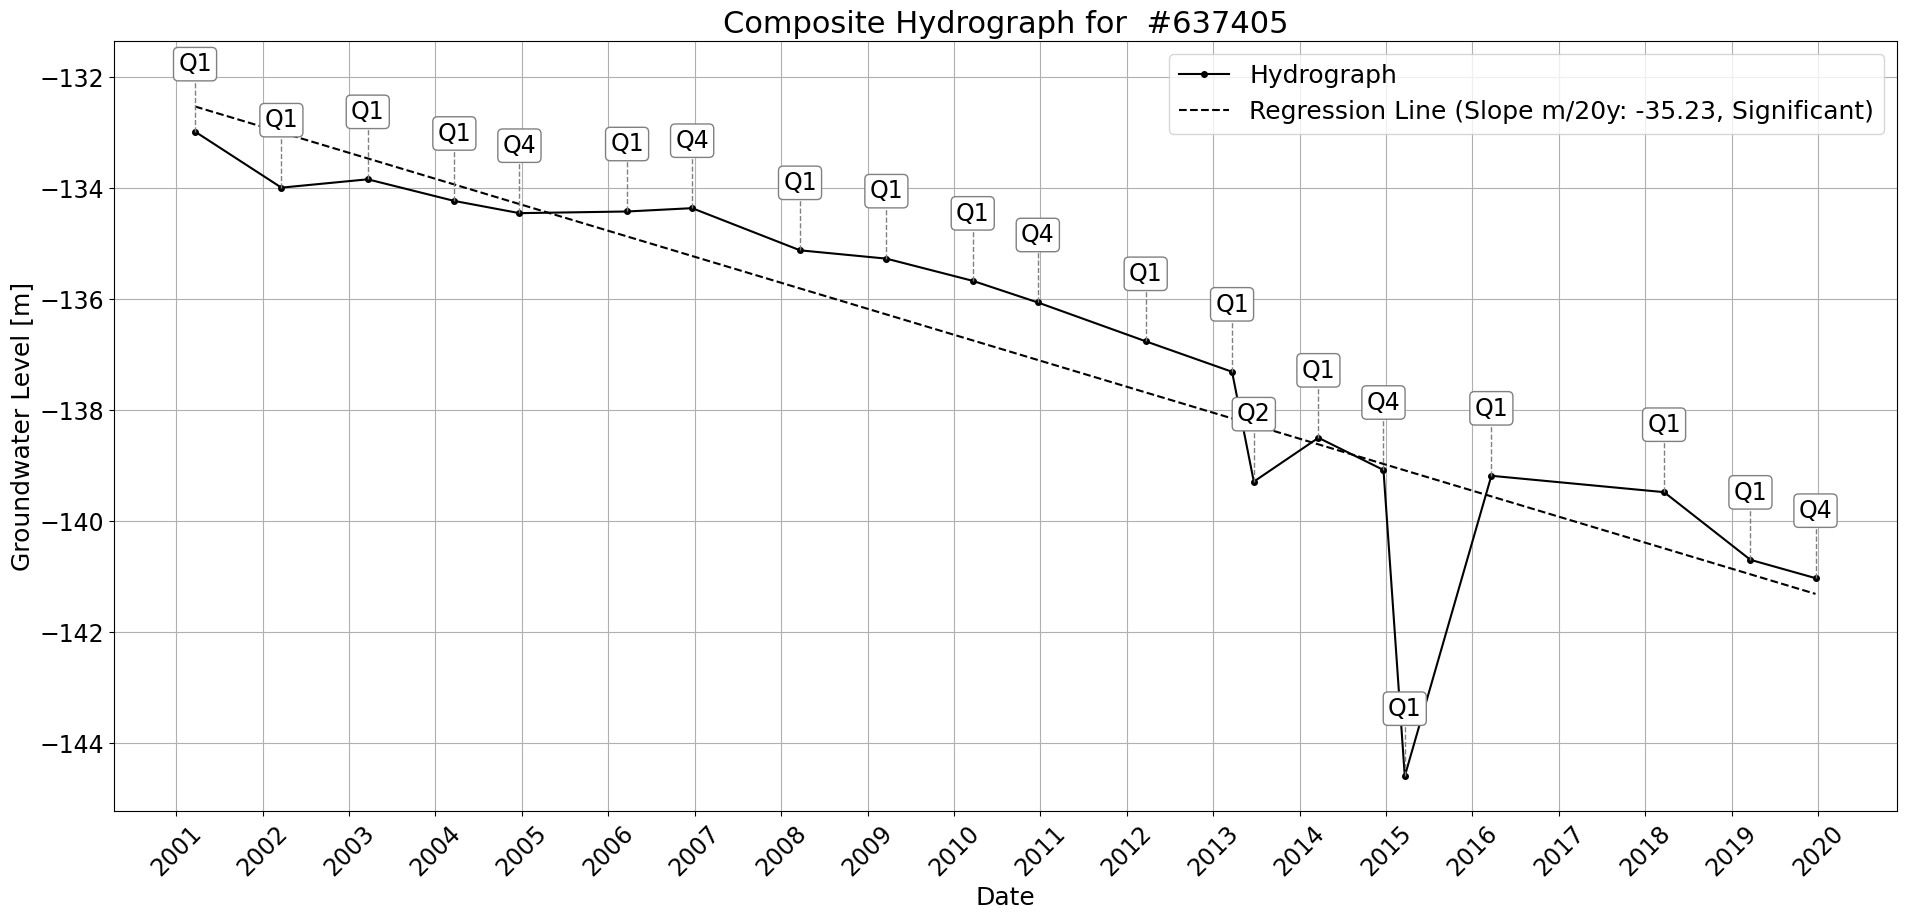 Composite Hydrograph for #637405
Hydrograph
Regression Line (Slope m/20y: -35.23, Significant)
Groundwater Level [m]
−132
−134
−136
−138
−140
−142
−144
Q1
Q1
Q1
Q1
Q4
Q1
Q4
Q1
Q1
Q1
Q4
Q1
Q1
Q2
Q1
Q4
Q1
Q1
Q1
Q1
Q4
2001
2002
2003
2004
2005
2006
2007
2008
2009
2010
2011
2012
2013
2014
2015
2016
2017
2018
2019
2020
Date